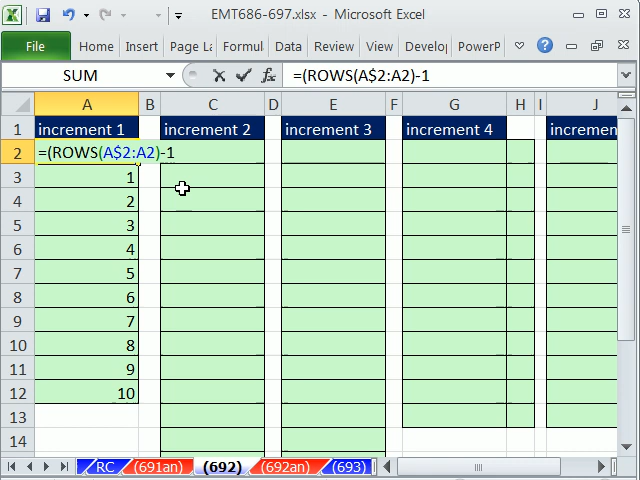 EMT686-697.xlsx - Microsoft Excel
File Home Insert Page La Formul Data Review View Develop PowerP
SUM =(ROWS(A$2:A2)-1
A B C D E F G H I J
1 increment 1 increment 2 increment 3 increment 4 incremen
2 =(ROWS(A$2:A2)-1
3 1
4 2
5 3
6 4
7 5
8 6
9 7
10 8
11 9
12 10
13
14
RC (691an) (692) (692an) (693)